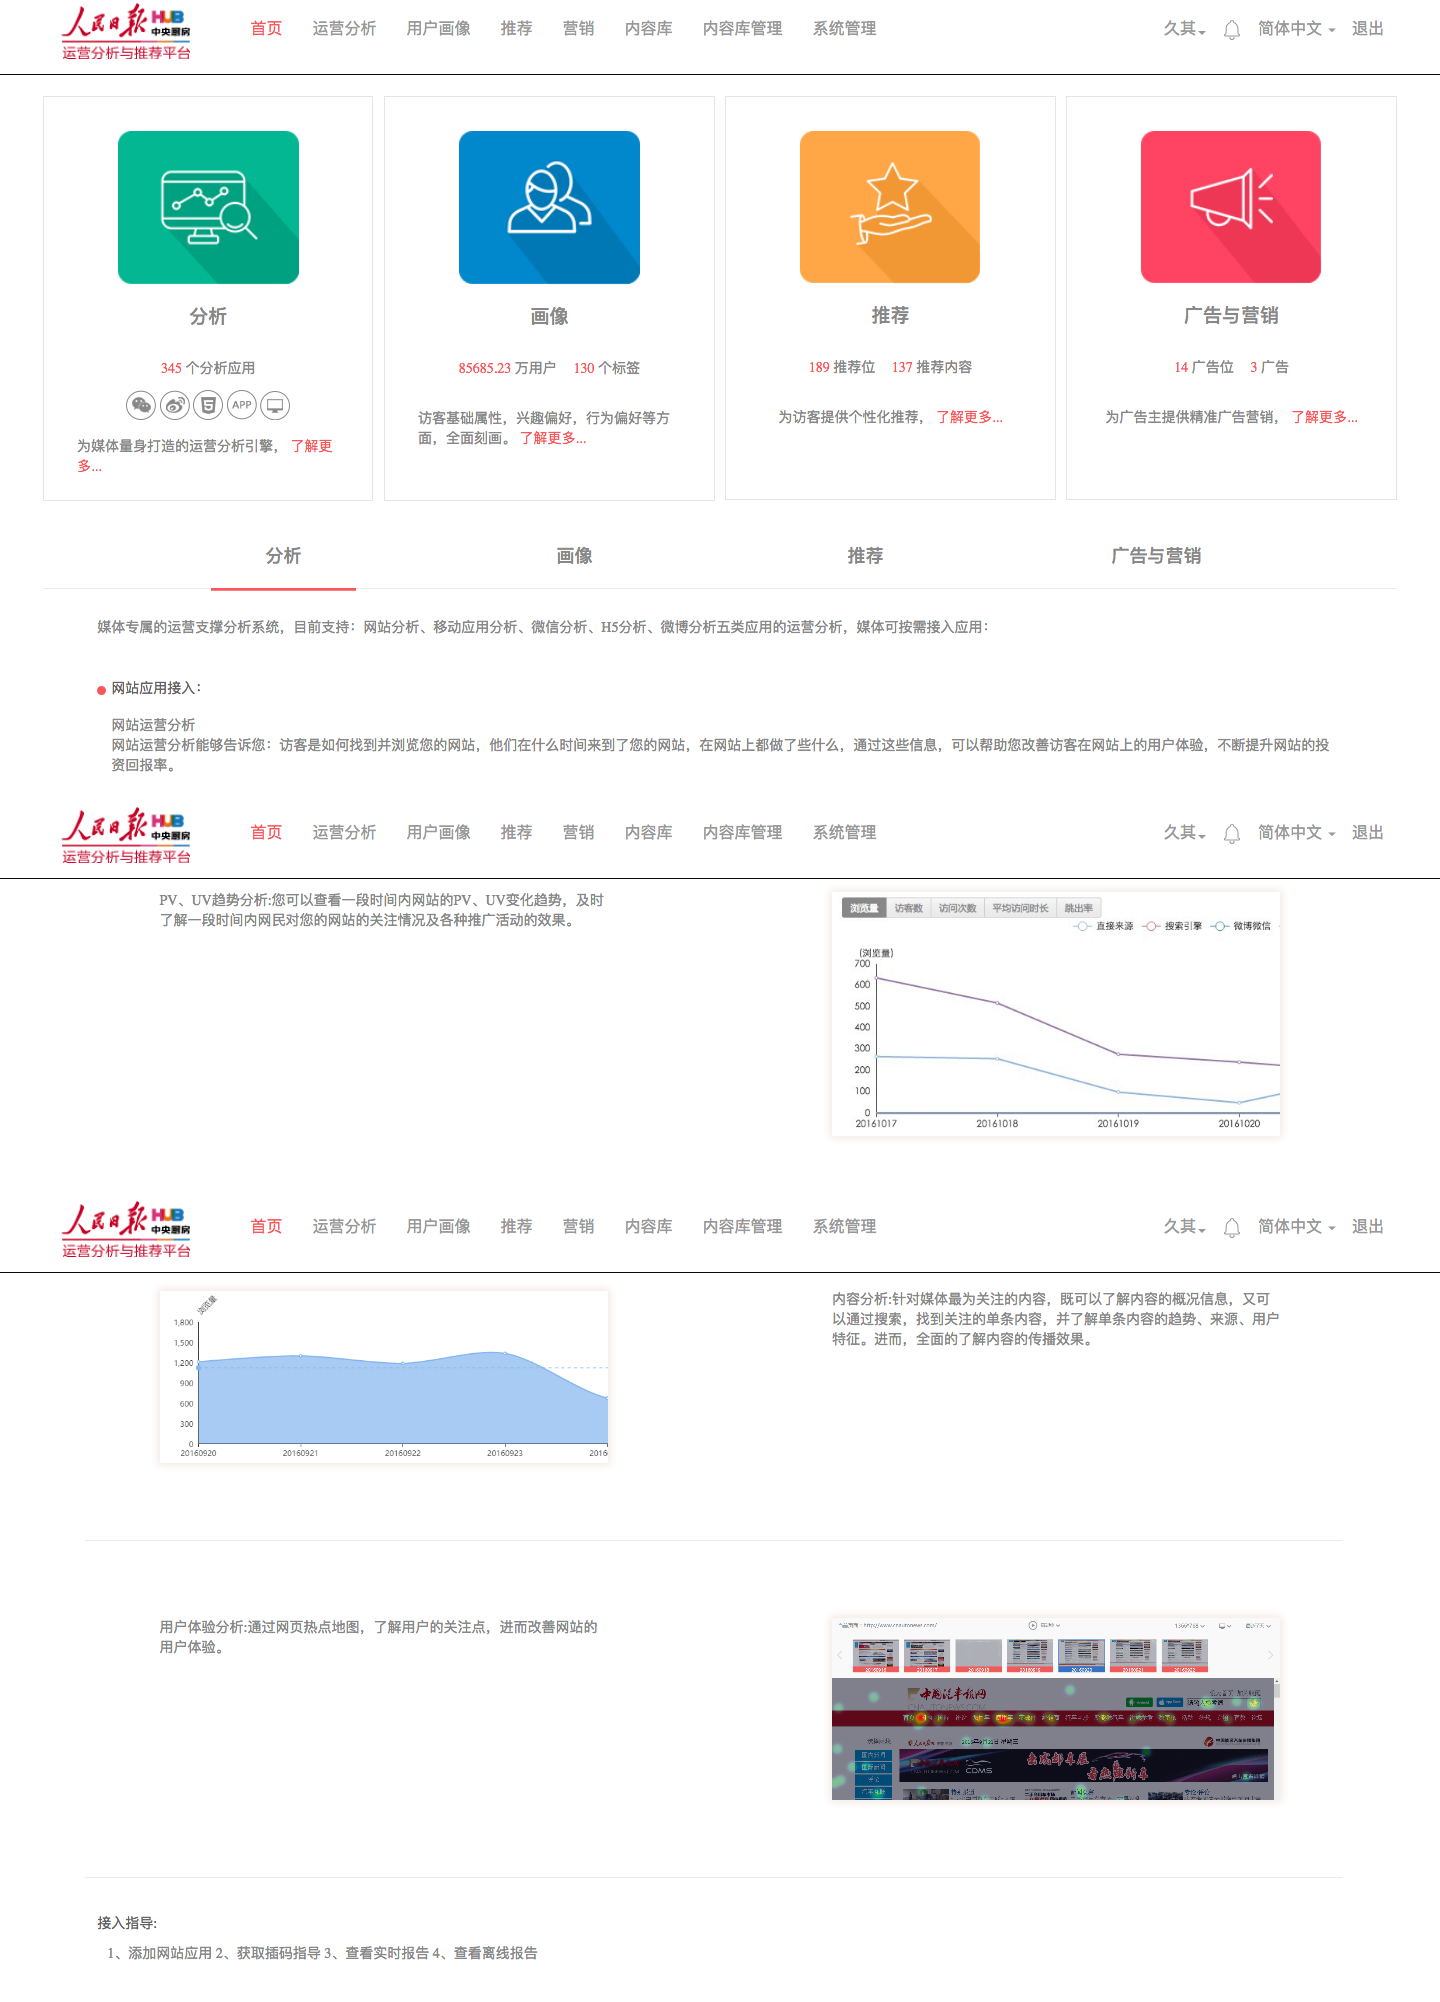 人民日报 HUB
中央厨房
运营分析与推荐平台
首页 运营分析 用户画像 推荐 营销 内容库 内容库管理 系统管理 久其 简体中文 退出
分析 画像 推荐 广告与营销
345 个分析应用 85685.23 万用户 130 个标签 189 推荐位 137 推荐内容 14 广告位 3 广告
APP
访客基础属性，兴趣偏好，行为偏好等方
面，全面刻画。 了解更多...
为访客提供个性化推荐， 了解更多...
为广告主提供精准广告营销， 了解更多...
为媒体量身打造的运营分析引擎， 了解更
多...
分析 画像 推荐 广告与营销
媒体专属的运营支撑分析系统，目前支持：网站分析、移动应用分析、微信分析、H5分析、微博分析五类应用的运营分析，媒体可按需接入应用：
网站应用接入：
网站运营分析
网站运营分析能够告诉您：访客是如何找到并浏览您的网站，他们在什么时间来到了您的网站，在网站上都做了些什么，通过这些信息，可以帮助您改善访客在网站上的用户体验，不断提升网站的投
资回报率。
人民日报 HUB
中央厨房
运营分析与推荐平台
首页 运营分析 用户画像 推荐 营销 内容库 内容库管理 系统管理 久其 简体中文 退出
PV、UV趋势分析:您可以查看一段时间内网站的PV、UV变化趋势，及时
了解一段时间内网民对您的网站的关注情况及各种推广活动的效果。
浏览量 访客数 访问次数 平均访问时长 跳出率
直接来源 搜索引擎 微博微信
(浏览量)
700
600
500
400
300
200
100
0
20161017 20161018 20161019 20161020
人民日报 HUB
中央厨房
运营分析与推荐平台
首页 运营分析 用户画像 推荐 营销 内容库 内容库管理 系统管理 久其 简体中文 退出
浏览量
1,800
1,500
1,200
900
600
300
0
20160920 20160921 20160922 20160923 2016
内容分析:针对媒体最为关注的内容，既可以了解内容的概况信息，又可
以通过搜索，找到关注的单条内容，并了解单条内容的趋势、来源、用户
特征。进而，全面的了解内容的传播效果。
用户体验分析:通过网页热点地图，了解用户的关注点，进而改善网站的
用户体验。
中国汽车报网
CDMS
接入指导:
1、添加网站应用 2、获取插码指导 3、查看实时报告 4、查看离线报告